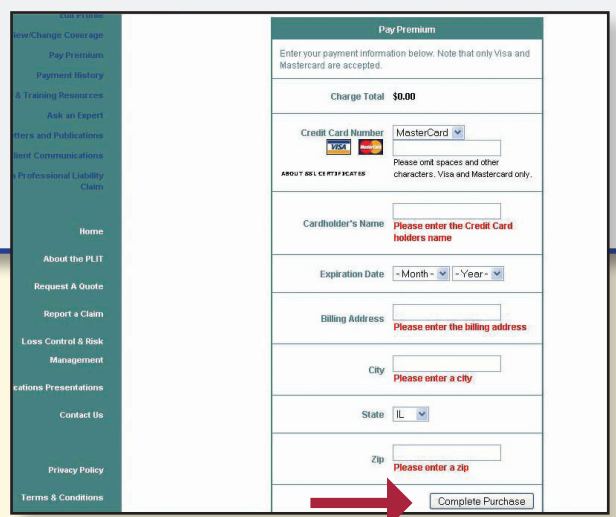 Edit Profile
iew/Change Coverage
Pay Premium
Payment History
& Training Resources
Ask an Expert
tters and Publications
lient Communications
a Professional Liability
Claim
Home
About the PLIT
Request A Quote
Report a Claim
Loss Control & Risk
Management
cations Presentations
Contact Us
Privacy Policy
Terms & Conditions
Pay Premium
Enter your payment information below. Note that only Visa and
Mastercard are accepted.
Charge Total $0.00
Credit Card Number MasterCard
VISA MasterCard
Please omit spaces and other
ABOUT SSL CERTIFICATES characters. Visa and Mastercard only.
Cardholder's Name Please enter the Credit Card
holders name
Expiration Date - Month - - Year -
Billing Address
Please enter the billing address
City
Please enter a city
State IL
Zip
Please enter a zip
Complete Purchase